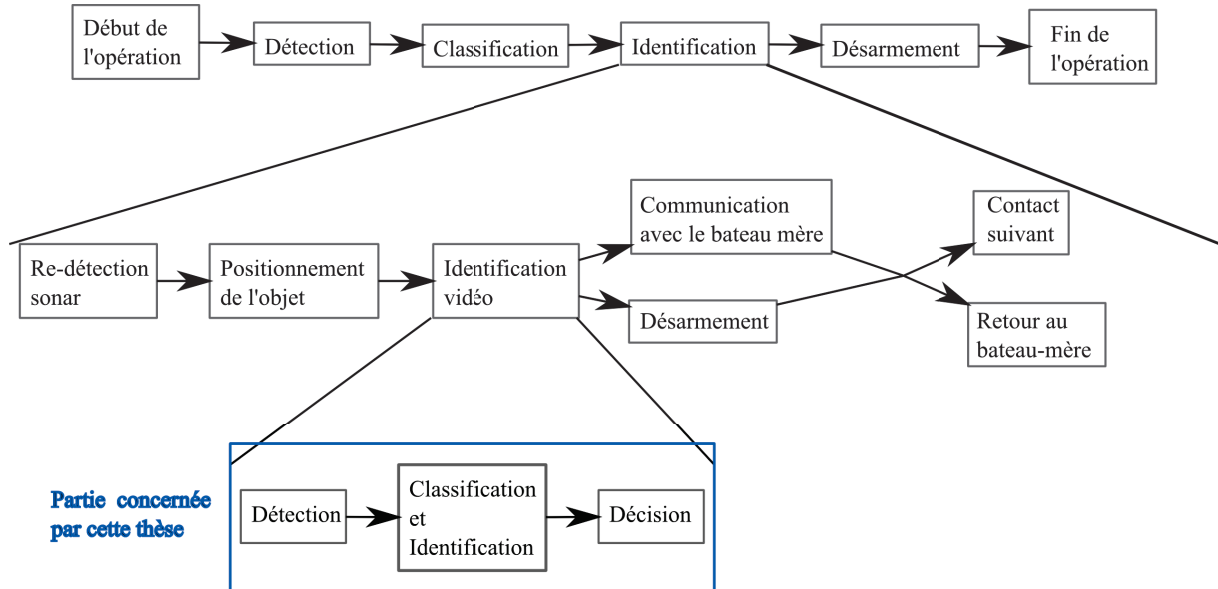 Début de
l'opération
Détection
Classification
Identification
Désarmement
Fin de
l'opération
Re-détection
sonar
Positionnement
de l'objet
Identification
vidéo
Communication
avec le bateau mère
Désarmement
Contact
suivant
Retour au
bateau-mère
Partie concernée
par cette thèse
Détection
Classification
et
Identification
Décision